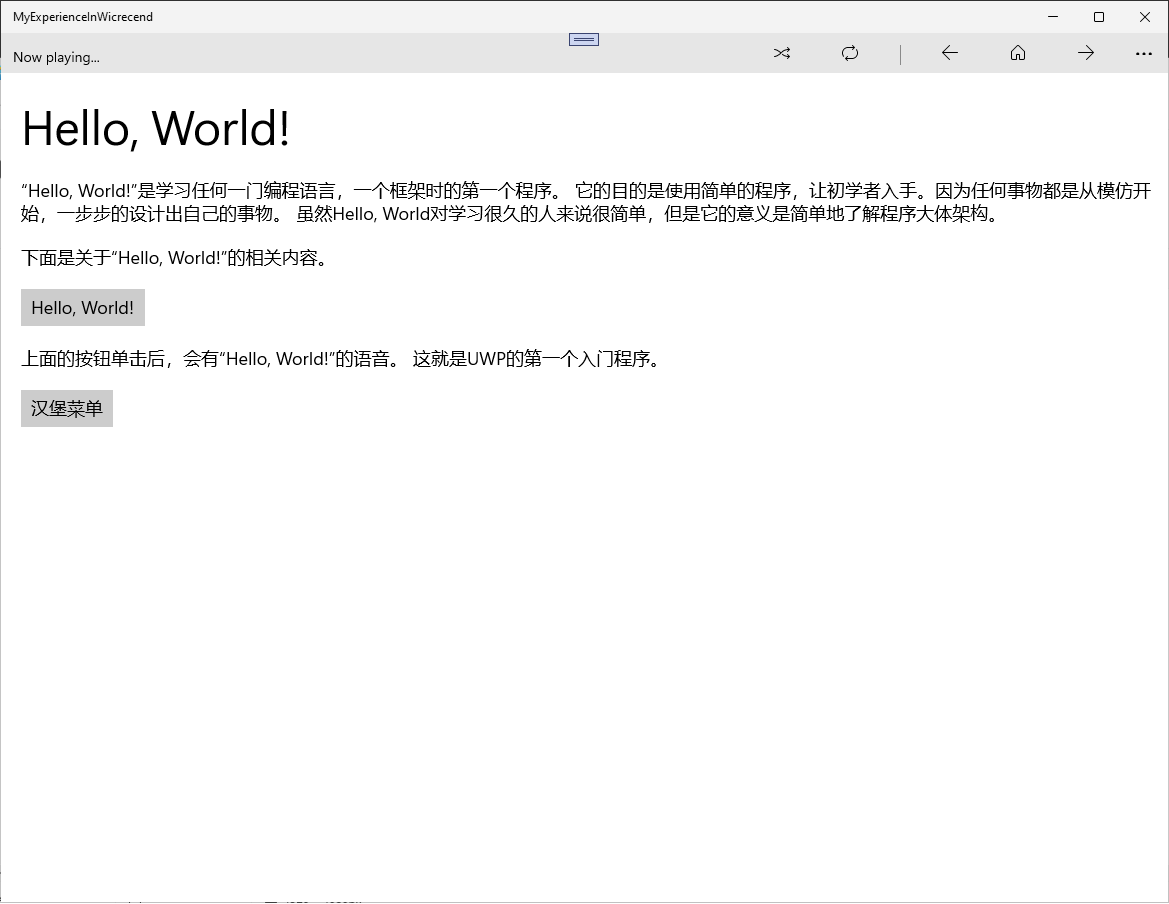 MyExperienceInWicrecend
Now playing...
Hello, World!
“Hello, World!”是学习任何一门编程语言，一个框架时的第一个程序。 它的目的是使用简单的程序，让初学者入手。因为任何事物都是从模仿开
始，一步步的设计出自己的事物。 虽然Hello, World对学习很久的人来说很简单，但是它的意义是简单地了解程序大体架构。
下面是关于“Hello, World!”的相关内容。
Hello, World!
上面的按钮单击后，会有“Hello, World!”的语音。 这就是UWP的第一个入门程序。
汉堡菜单